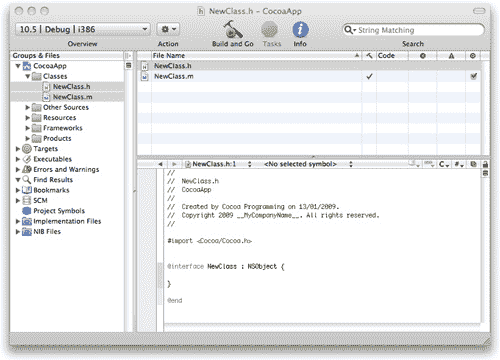 NewClass.h – CocoaApp
10.5 | Debug | i386
String Matching
Overview
Action
Build and Go
Tasks
Info
Search
Groups & Files
CocoaApp
Classes
NewClass.h
NewClass.m
Other Sources
Resources
Frameworks
Products
Targets
Executables
Errors and Warnings
Find Results
Bookmarks
SCM
Project Symbols
Implementation Files
NIB Files
File Name
Code
NewClass.h
NewClass.m
NewClass.h:1
<No selected symbol>
C
#
//
// NewClass.h
// CocoaApp
//
// Created by Cocoa Programming on 13/01/2009.
// Copyright 2009 __MyCompanyName__. All rights reserved.
//
#import <Cocoa/Cocoa.h>
@interface NewClass : NSObject {
}
@end